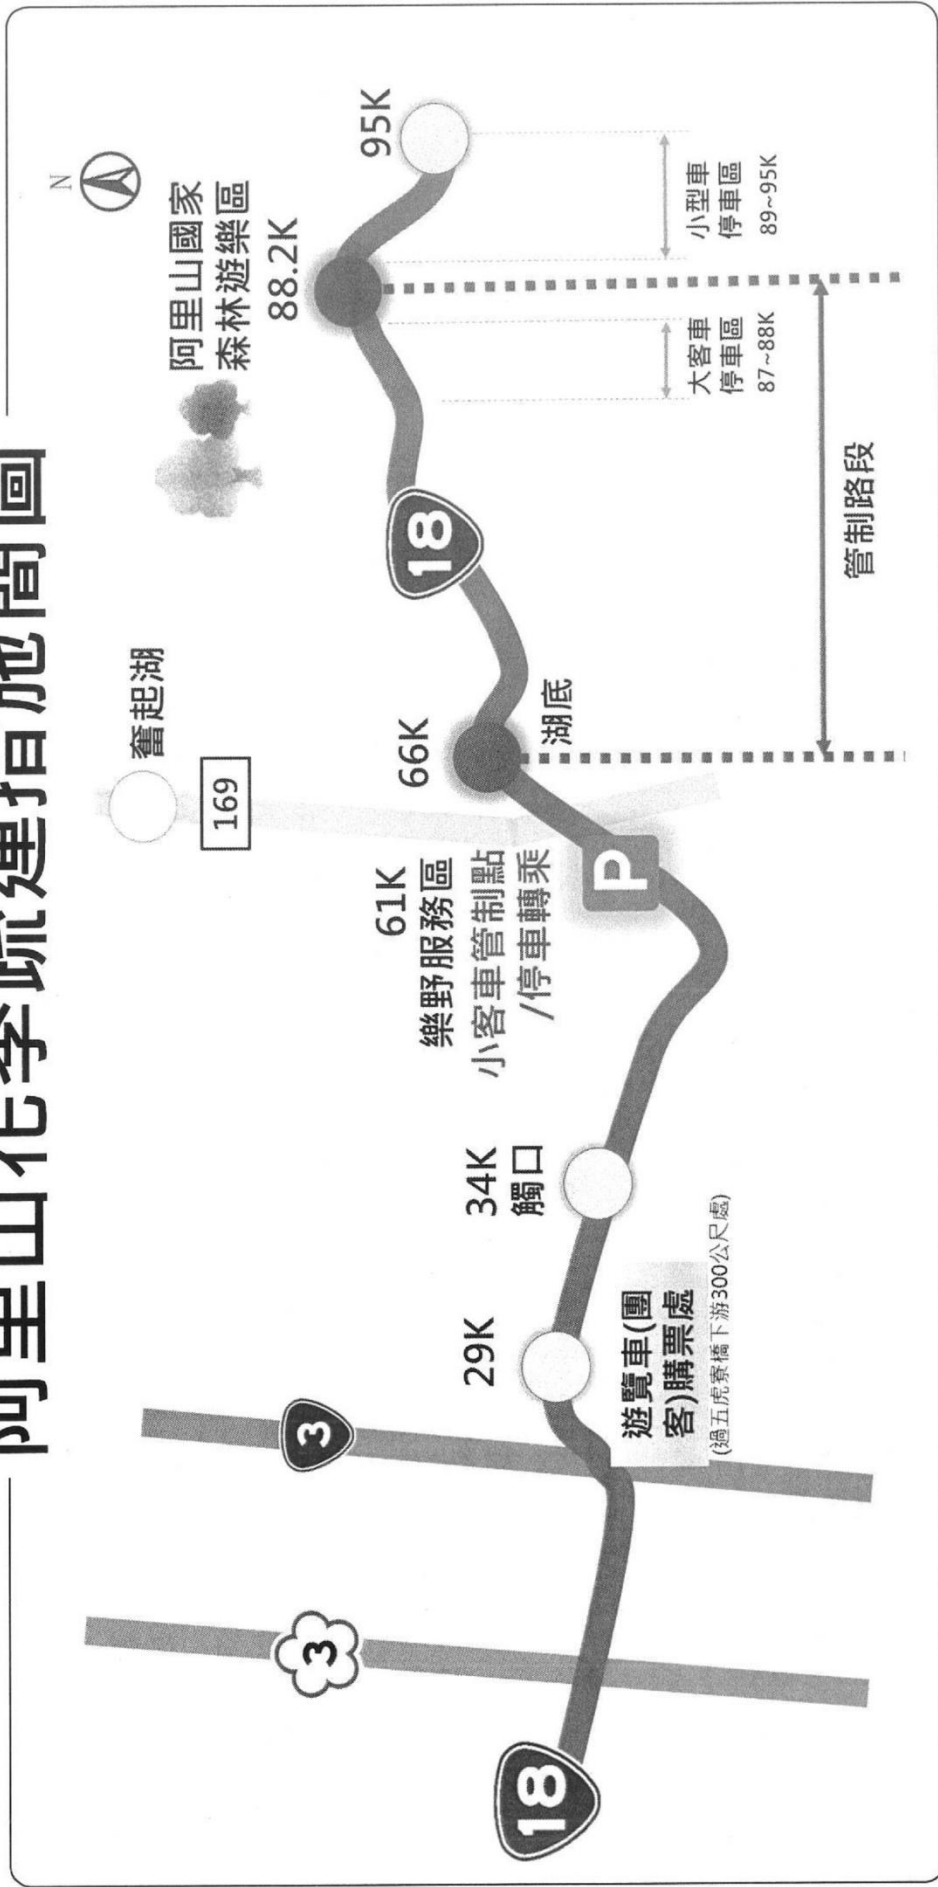 阿里山花季疏運措施簡圖
N
阿里山國家
森林遊樂區
88.2K
95K
奮起湖
169
18
66K
湖底
61K
樂野服務區
小客車管制點
/停車轉乘
P
34K
觸口
29K
遊覽車(團
客)購票處
(過五虎寮橋下游300公尺處)
3
3
18
大客車
停車區
87~88K
小型車
停車區
89~95K
管制路段